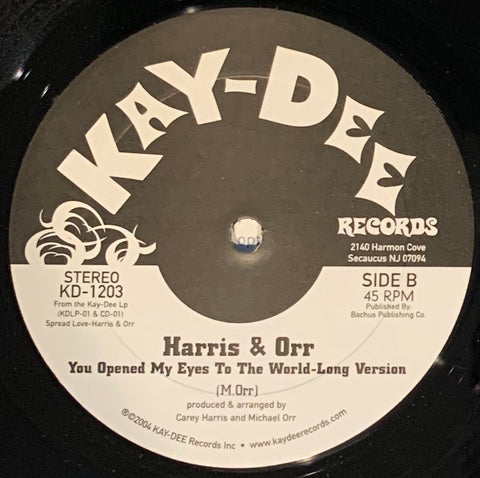 KAY-DEE
RECORDS
2140 Harmon Cove
Secaucus NJ 07094
STEREO
KD-1203
From the Kay-Dee Lp
(KDLP-01 & CD-01)
Spread Love-Harris & Orr
SIDE B
45 RPM
Published By:
Bachus Publishing Co.
Harris & Orr
You Opened My Eyes To The World-Long Version
(M.Orr)
produced & arranged by
Carey Harris and Michael Orr
®©2004 KAY-DEE Records Inc • www.kaydeerecords.com